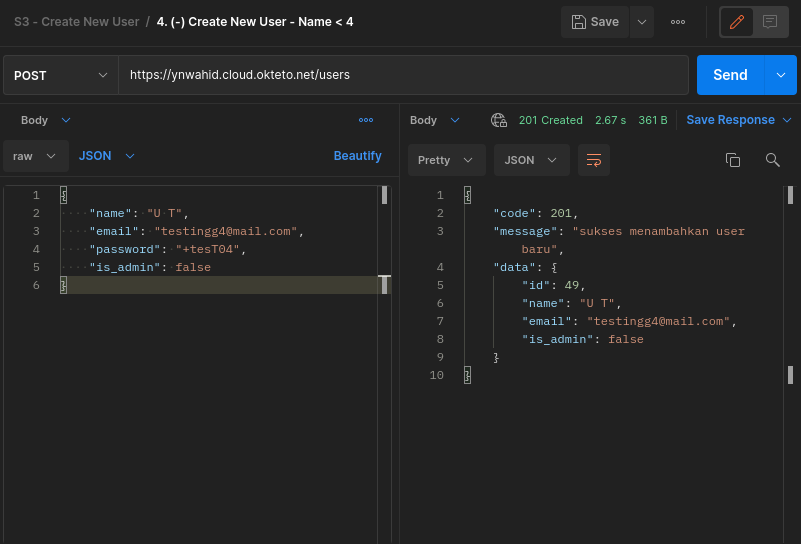 S3 - Create New User / 4. (-) Create New User - Name < 4
Save
POST
https://ynwahid.cloud.okteto.net/users
Send
Body
raw
JSON
Beautify
1 {
2 "name": "U T",
3 "email": "testingg4@mail.com",
4 "password": "+tesT04",
5 "is_admin": false
6 }
Body
201 Created 2.67 s 361 B
Save Response
Pretty
JSON
1 {
2 "code": 201,
3 "message": "sukses menambahkan user
baru",
4 "data": {
5 "id": 49,
6 "name": "U T",
7 "email": "testingg4@mail.com",
8 "is_admin": false
9 }
10 }